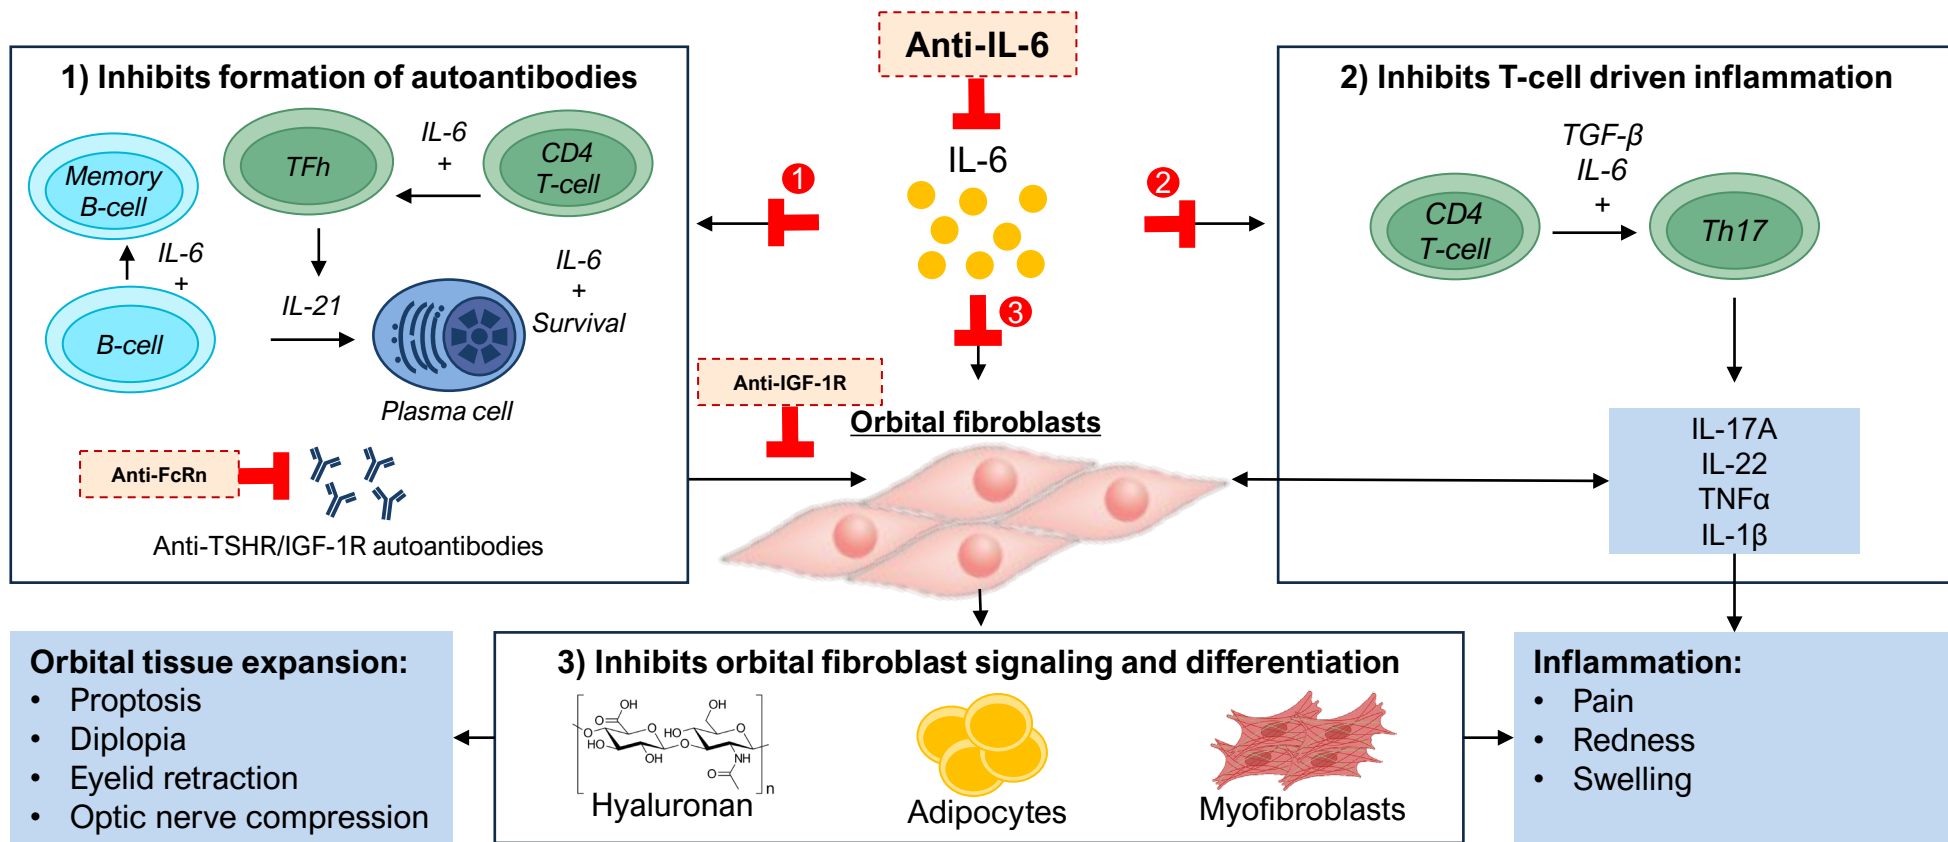 Anti-IL-6
IL-6
1
2
3
1) Inhibits formation of autoantibodies
Memory
B-cell
TFh
IL-6
+
CD4
T-cell
IL-6
+
B-cell
IL-21
IL-6
+
Survival
Plasma cell
Anti-FcRn
Anti-TSHR/IGF-1R autoantibodies
Anti-IGF-1R
Orbital fibroblasts
2) Inhibits T-cell driven inflammation
TGF-β
IL-6
+
CD4
T-cell
Th17
IL-17A
IL-22
TNFα
IL-1β
Orbital tissue expansion:
• Proptosis
• Diplopia
• Eyelid retraction
• Optic nerve compression
3) Inhibits orbital fibroblast signaling and differentiation
OH
O
O
HO
OH
O
OH
O
HO
O
NH
O
n
Hyaluronan
Adipocytes
Myofibroblasts
Inflammation:
• Pain
• Redness
• Swelling